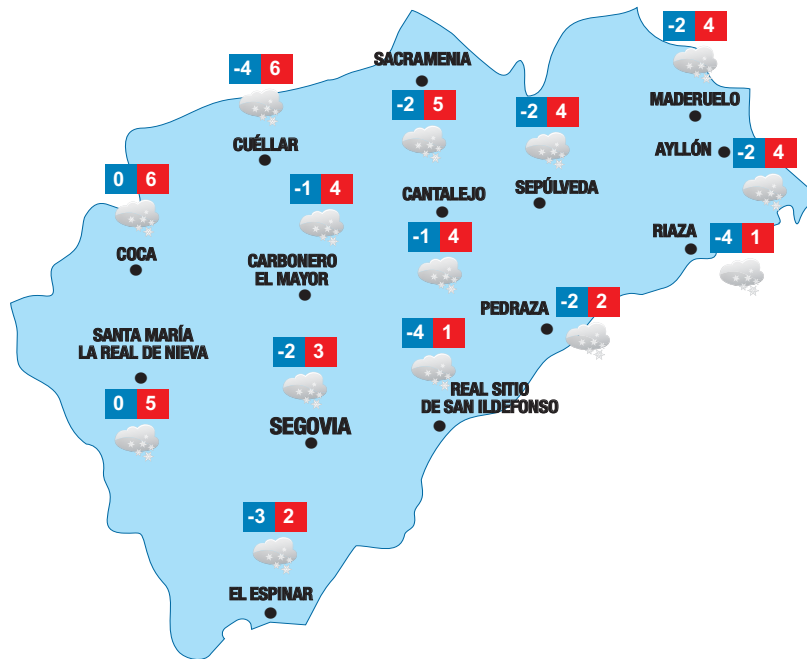 -2 4
MADERUELO
SACRAMENIA
-2 5
-4 6
CUÉLLAR
-2 4
SEPÚLVEDA
AYLLÓN
-2 4
0 6
COCA
-1 4
CARBONERO
EL MAYOR
CANTALEJO
-1 4
RIAZA
-4 1
PEDRAZA
-2 2
SANTA MARÍA
LA REAL DE NIEVA
0 5
-2 3
SEGOVIA
-4 1
REAL SITIO
DE SAN ILDEFONSO
-3 2
EL ESPINAR